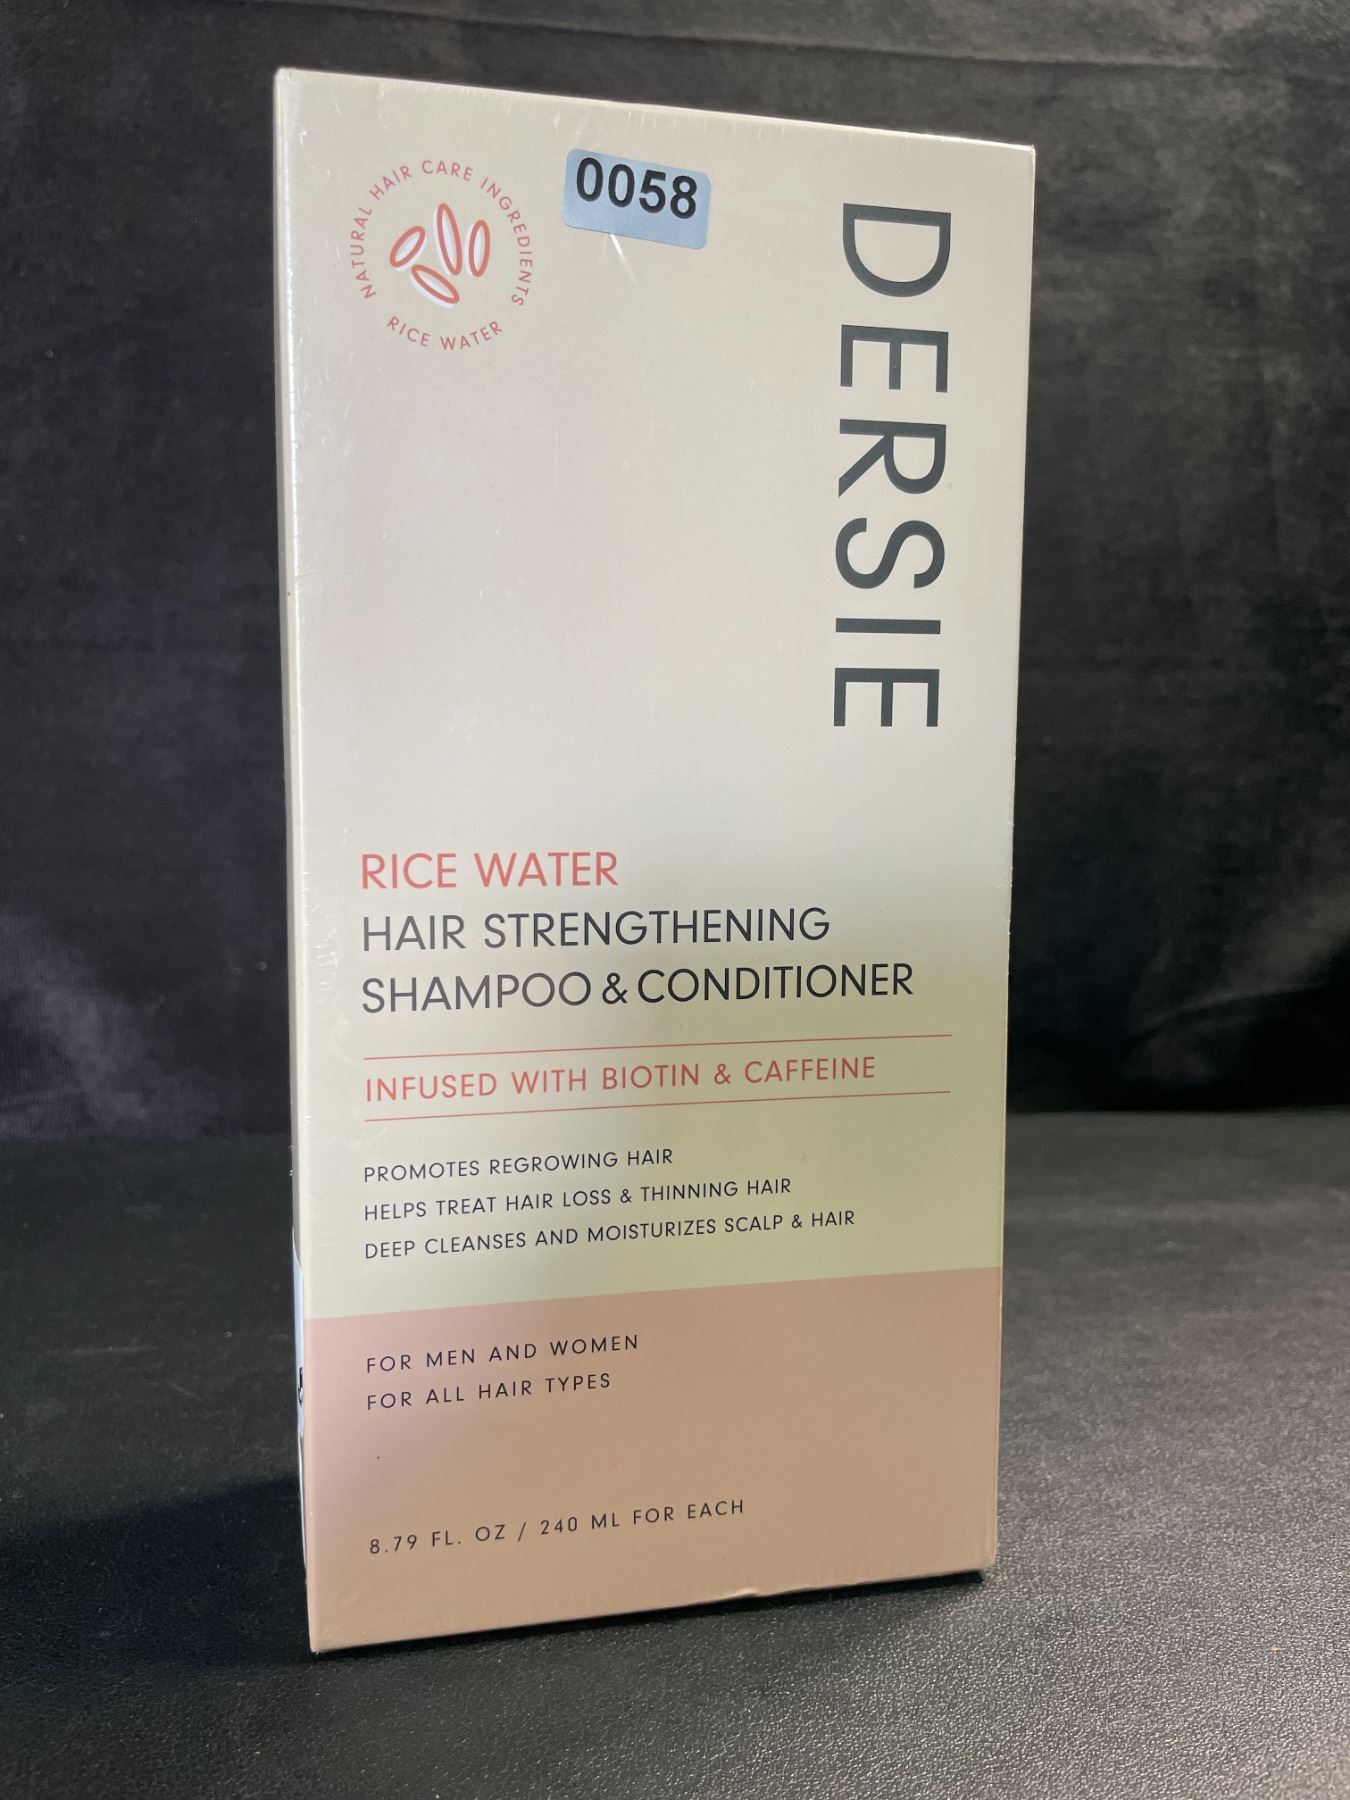 NATURAL HAIR CARE INGREDIENTS
RICE WATER
0058
DERSIE
RICE WATER
HAIR STRENGTHENING
SHAMPOO & CONDITIONER
INFUSED WITH BIOTIN & CAFFEINE
PROMOTES REGROWING HAIR
HELPS TREAT HAIR LOSS & THINNING HAIR
DEEP CLEANSES AND MOISTURIZES SCALP & HAIR
FOR MEN AND WOMEN
FOR ALL HAIR TYPES
8.79 FL. OZ / 240 ML FOR EACH